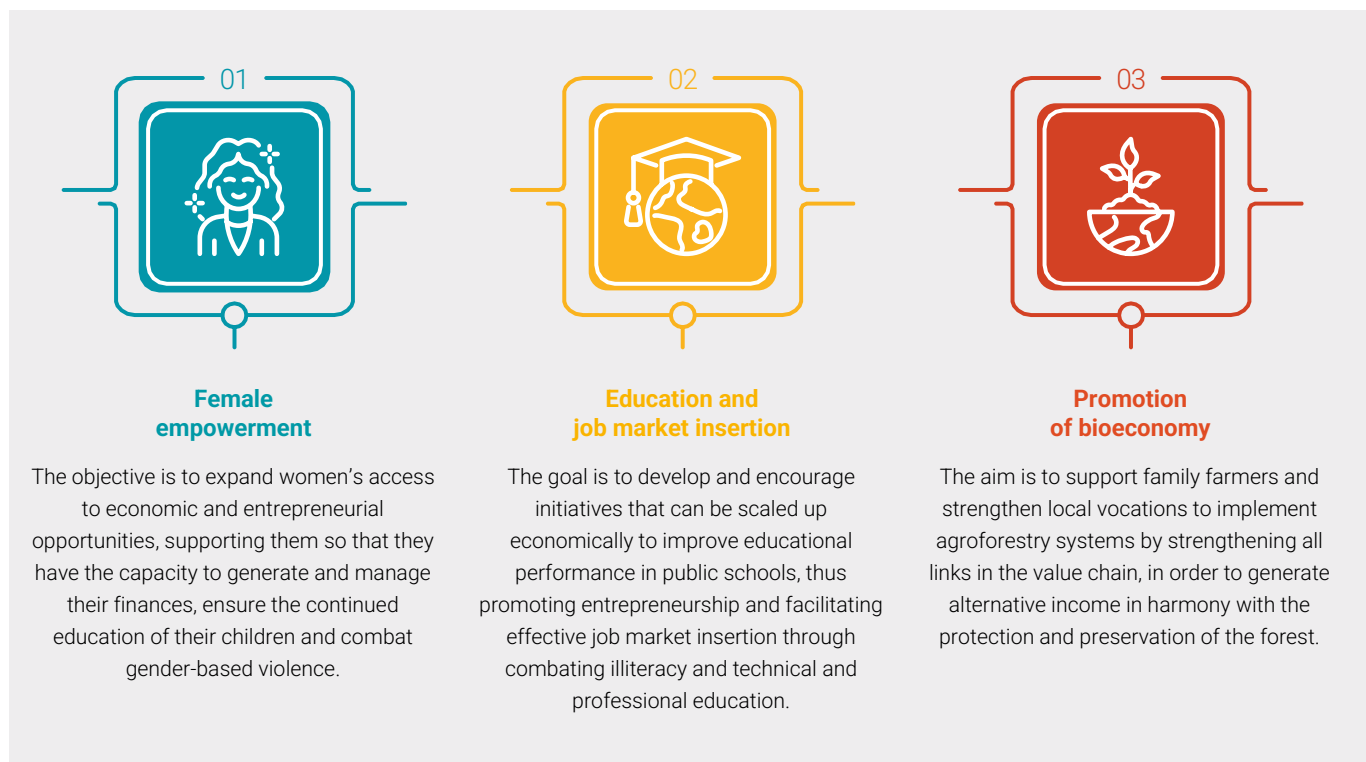 01
Female
empowerment
The objective is to expand women’s access
to economic and entrepreneurial
opportunities, supporting them so that they
have the capacity to generate and manage
their finances, ensure the continued
education of their children and combat
gender-based violence.
02
Education and
job market insertion
The goal is to develop and encourage
initiatives that can be scaled up
economically to improve educational
performance in public schools, thus
promoting entrepreneurship and facilitating
effective job market insertion through
combating illiteracy and technical and
professional education.
03
Promotion
of bioeconomy
The aim is to support family farmers and
strengthen local vocations to implement
agroforestry systems by strengthening all
links in the value chain, in order to generate
alternative income in harmony with the
protection and preservation of the forest.